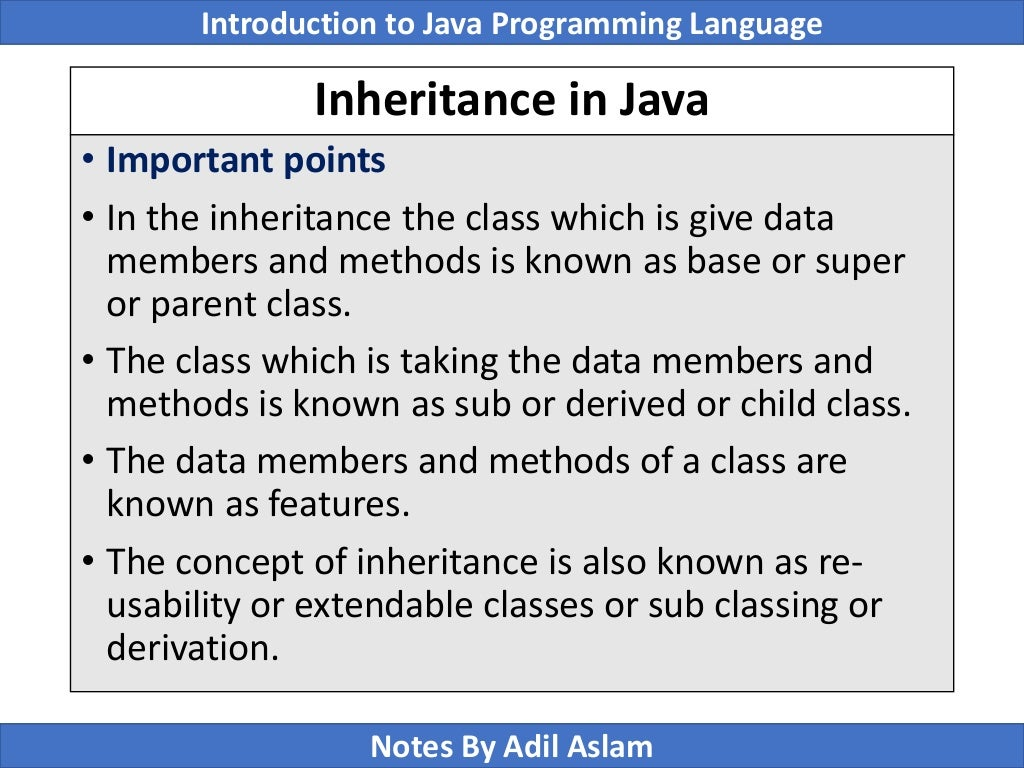 Introduction to Java Programming Language
Inheritance in Java
• Important points
• In the inheritance the class which is give data
members and methods is known as base or super
or parent class.
• The class which is taking the data members and
methods is known as sub or derived or child class.
• The data members and methods of a class are
known as features.
• The concept of inheritance is also known as re-
usability or extendable classes or sub classing or
derivation.
Notes By Adil Aslam